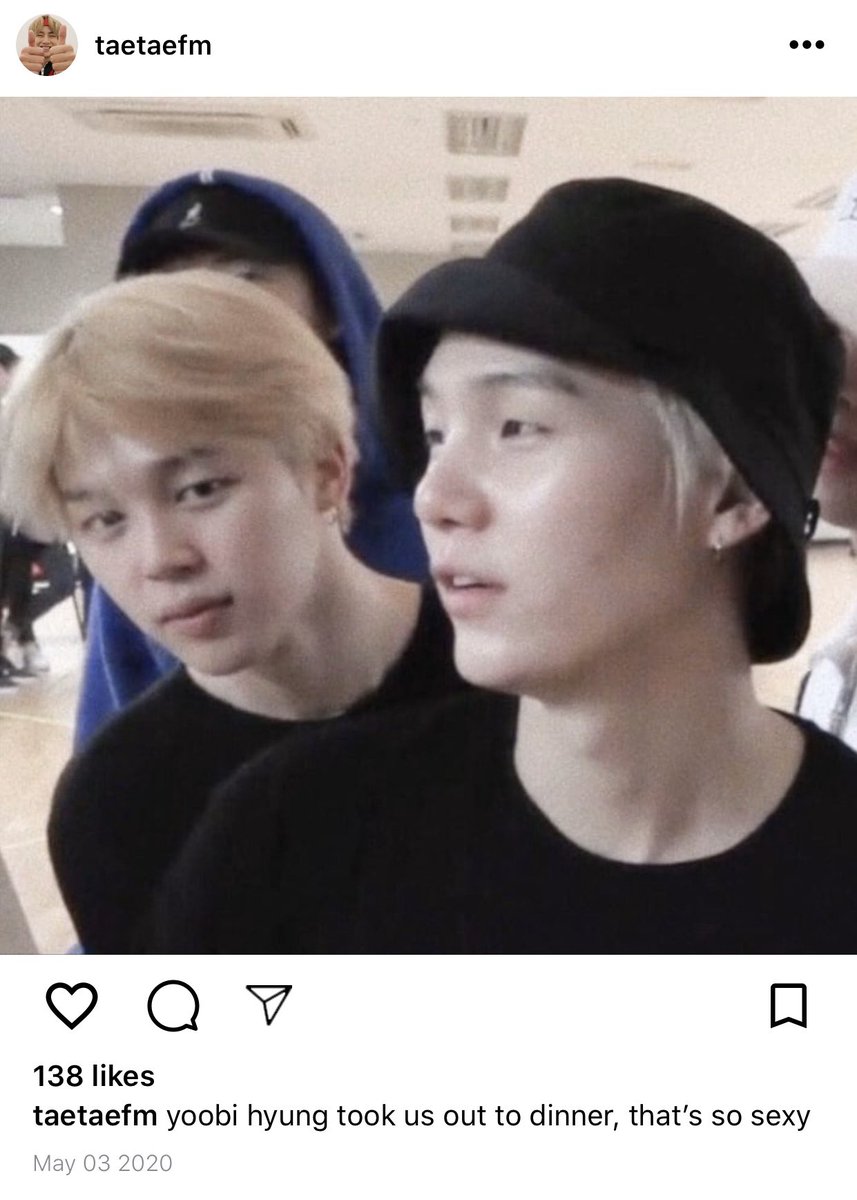 taetaefm
138 likes
taetaefm yoobi hyung took us out to dinner, that’s so sexy
May 03 2020